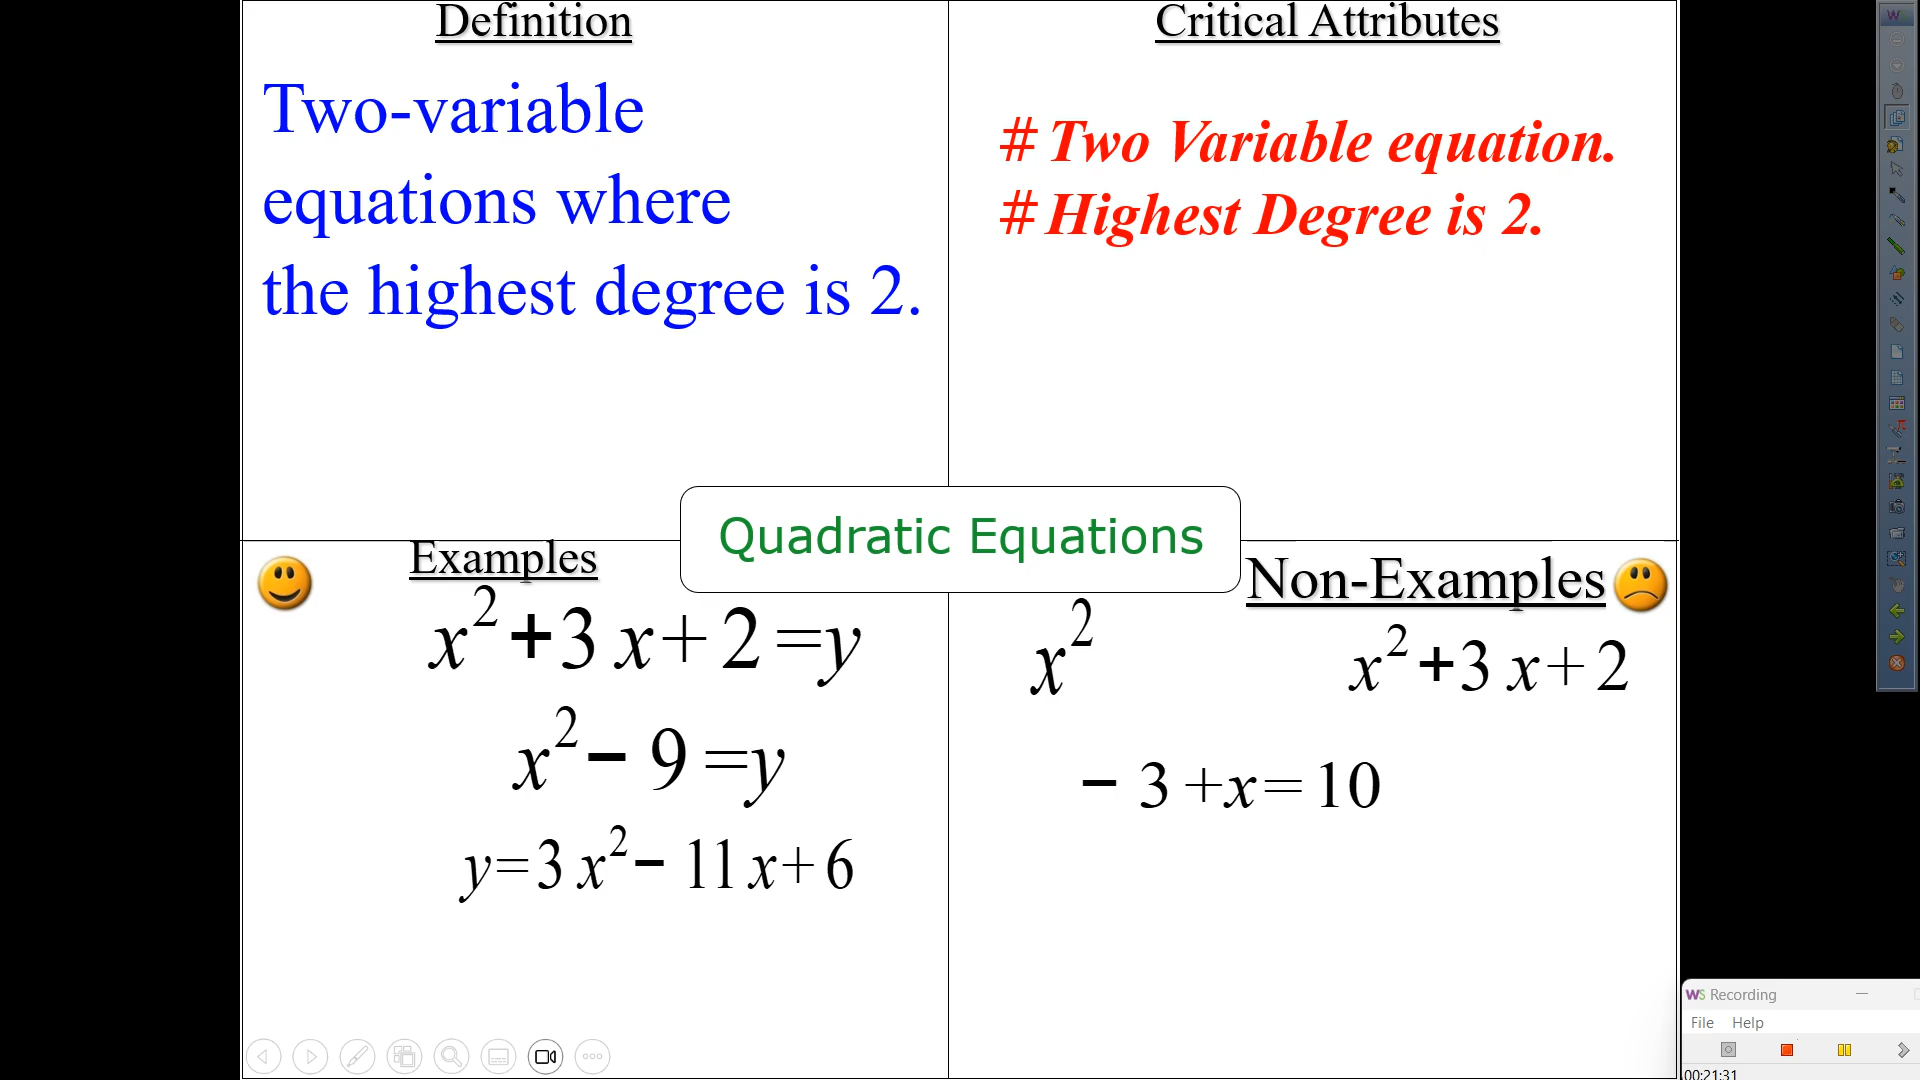 Definition
Two-variable
equations where
the highest degree is 2.
Critical Attributes
# Two Variable equation.
# Highest Degree is 2.
Quadratic Equations
Examples
x² + 3x + 2 = y
x² − 9 = y
y = 3x² − 11x + 6
Non-Examples
x²
x² + 3x + 2
− 3 + x = 10
WS
WS Recording
File Help
00:21:31